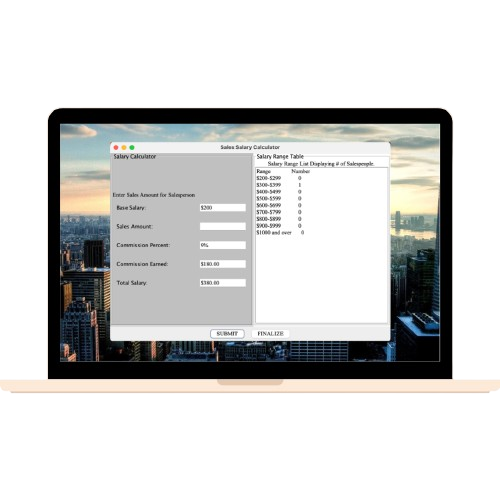 Sales Salary Calculator
Salary Calculator
Enter Sales Amount for Salesperson
Base Salary: $200
Sales Amount:
Commission Percent: 9%
Commission Earned: $180.00
Total Salary: $380.00
Salary Range Table
Salary Range List Displaying # of Salespeople.
Range Number
$200-$299 0
$300-$399 1
$400-$499 0
$500-$599 0
$600-$699 0
$700-$799 0
$800-$899 0
$900-$999 0
$1000 and over 0
SUBMIT FINALIZE